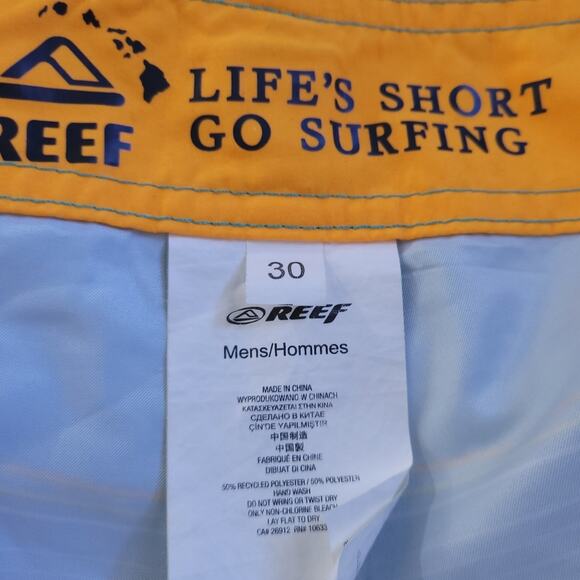 REEF
LIFE'S SHORT
GO SURFING
30
REEF
Mens/Hommes
MADE IN CHINA
WYPRODUKOWANO W CHINACH
ΚΑΤΑΣΚΕΥΑΖΕΤΑΙ ΣΤΗΝ ΚΙΝΑ
СДЕЛАНО В КИТАЕ
ÇİN'DE YAPILMIŞTIR
中国制造
中国製
FABRIQUÉ EN CHINE
DIBUAT DI CINA
50% RECYCLED POLYESTER / 50% POLYESTER
HAND WASH
DO NOT WRING OR TWIST DRY
ONLY NON-CHLORINE BLEACH
LAY FLAT TO DRY
CA# 26912 RN# 10633